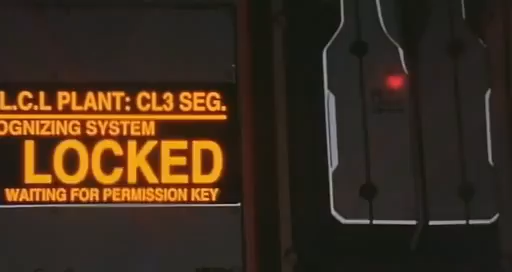 L.C.L PLANT: CL3 SEG.
OGNIZING SYSTEM
LOCKED
WAITING FOR PERMISSION KEY